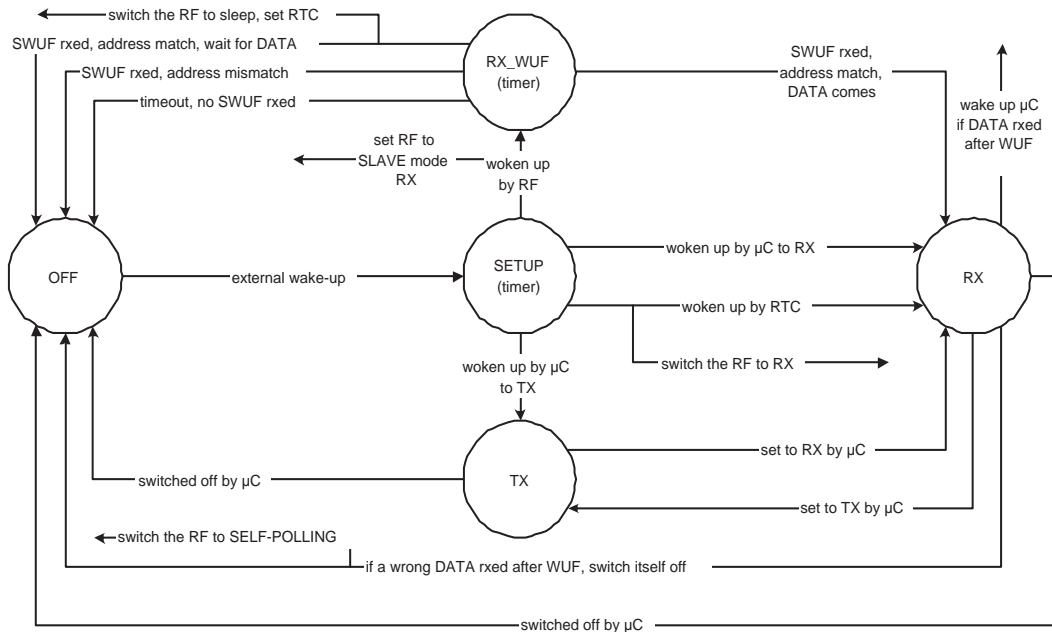 switch the RF to sleep, set RTC
SWUF rxed, address match, wait for DATA
SWUF rxed, address mismatch
timeout, no SWUF rxed
RX_WUF
(timer)
SWUF rxed,
address match,
DATA comes
wake up µC
if DATA rxed
after WUF
set RF to
SLAVE mode
RX
woken up
by RF
OFF
external wake-up
SETUP
(timer)
woken up by µC to RX
woken up by RTC
RX
switch the RF to RX
woken up by µC
to TX
TX
set to RX by µC
switched off by µC
set to TX by µC
switch the RF to SELF-POLLING
if a wrong DATA rxed after WUF, switch itself off
switched off by µC